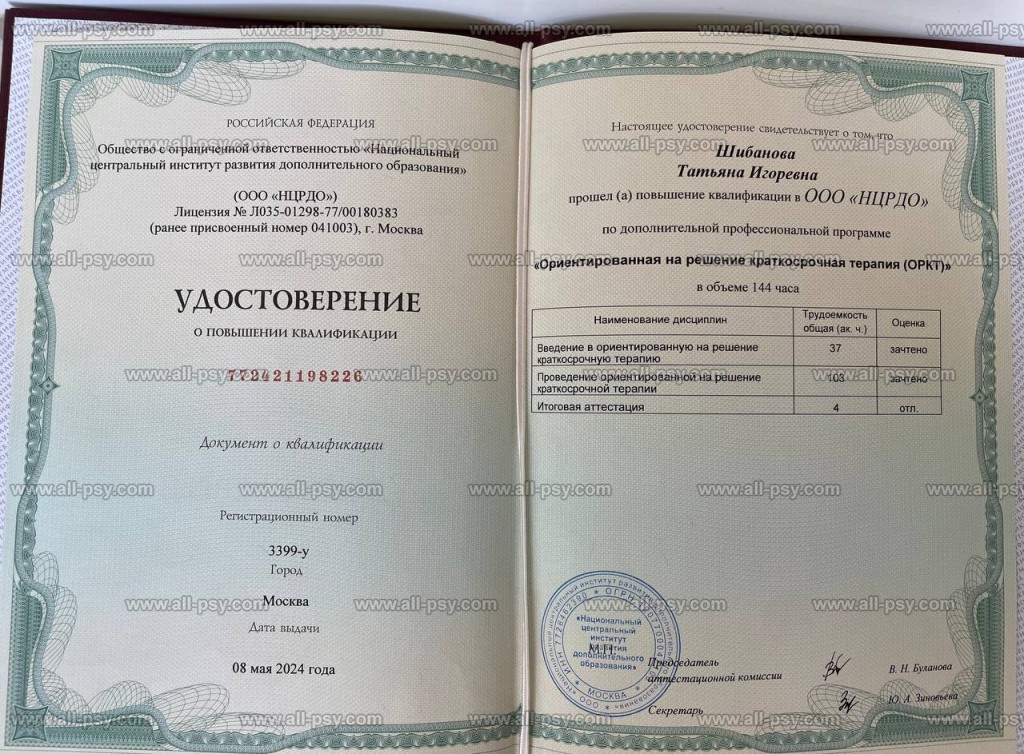 РОССИЙСКАЯ ФЕДЕРАЦИЯ
Общество с ограниченной ответственностью «Национальный
центральный институт развития дополнительного образования»
(ООО «НЦРДО»)
Лицензия № Л035-01298-77/00180383
(ранее присвоенный номер 041003), г. Москва
УДОСТОВЕРЕНИЕ
О ПОВЫШЕНИИ КВАЛИФИКАЦИИ
772421198226
Документ о квалификации
Регистрационный номер
3399-у
Город
Москва
Дата выдачи
08 мая 2024 года
Настоящее удостоверение свидетельствует о том, что
Шибанова
Татьяна Игоревна
прошел (а) повышение квалификации в ООО «НЦРДО»
по дополнительной профессиональной программе
«Ориентированная на решение краткосрочная терапия (ОРКТ)»
в объеме 144 часа
Наименование дисциплин Трудоемкость общая (ак. ч.) Оценка
Введение в ориентированную на решение краткосрочную терапию 37 зачтено
Проведение ориентированной на решение краткосрочной терапии 103 зачтено
Итоговая аттестация 4 отл.
«Национальный
центральный
институт
развития
дополнительного
образования»
МОСКВА
М.П.
Председатель
аттестационной комиссии
В. Н. Буланова
Секретарь
Ю. А. Зиновьева
www.all-psy.com